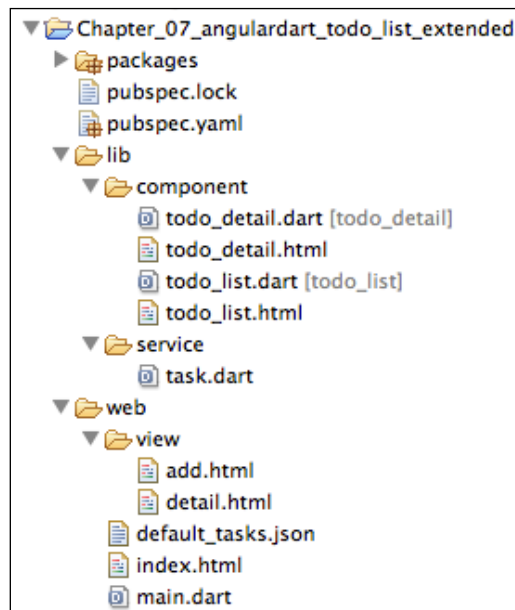 Chapter_07_angulardart_todo_list_extended
packages
pubspec.lock
pubspec.yaml
lib
component
todo_detail.dart [todo_detail]
todo_detail.html
todo_list.dart [todo_list]
todo_list.html
service
task.dart
web
view
add.html
detail.html
default_tasks.json
index.html
main.dart